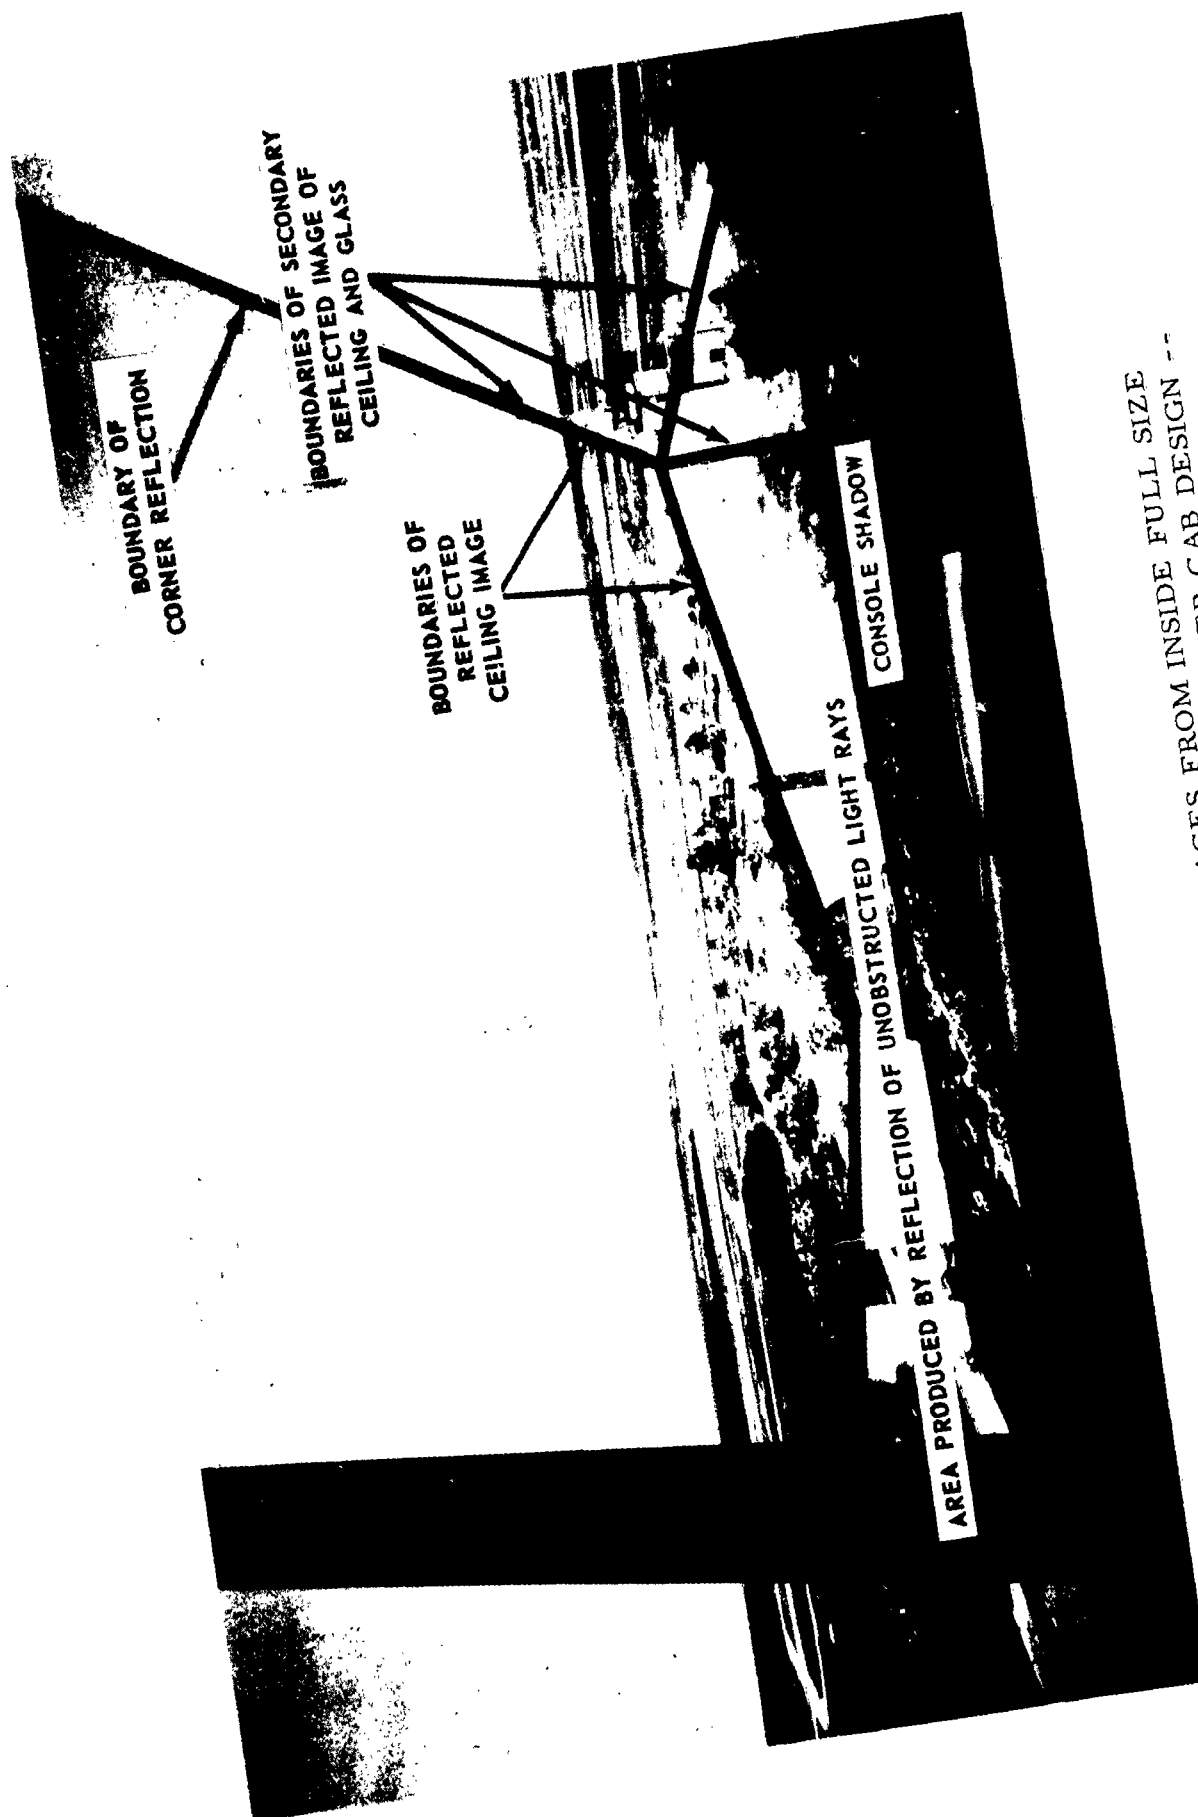 BOUNDARY OF
CORNER REFLECTION
BOUNDARIES OF SECONDARY
REFLECTED IMAGE OF
CEILING AND GLASS
BOUNDARIES OF
REFLECTED
CEILING IMAGE
CONSOLE SHADOW
AREA PRODUCED BY REFLECTION OF UNOBSTRUCTED LIGHT RAYS
FROM INSIDE FULL SIZE
CAB DESIGN --